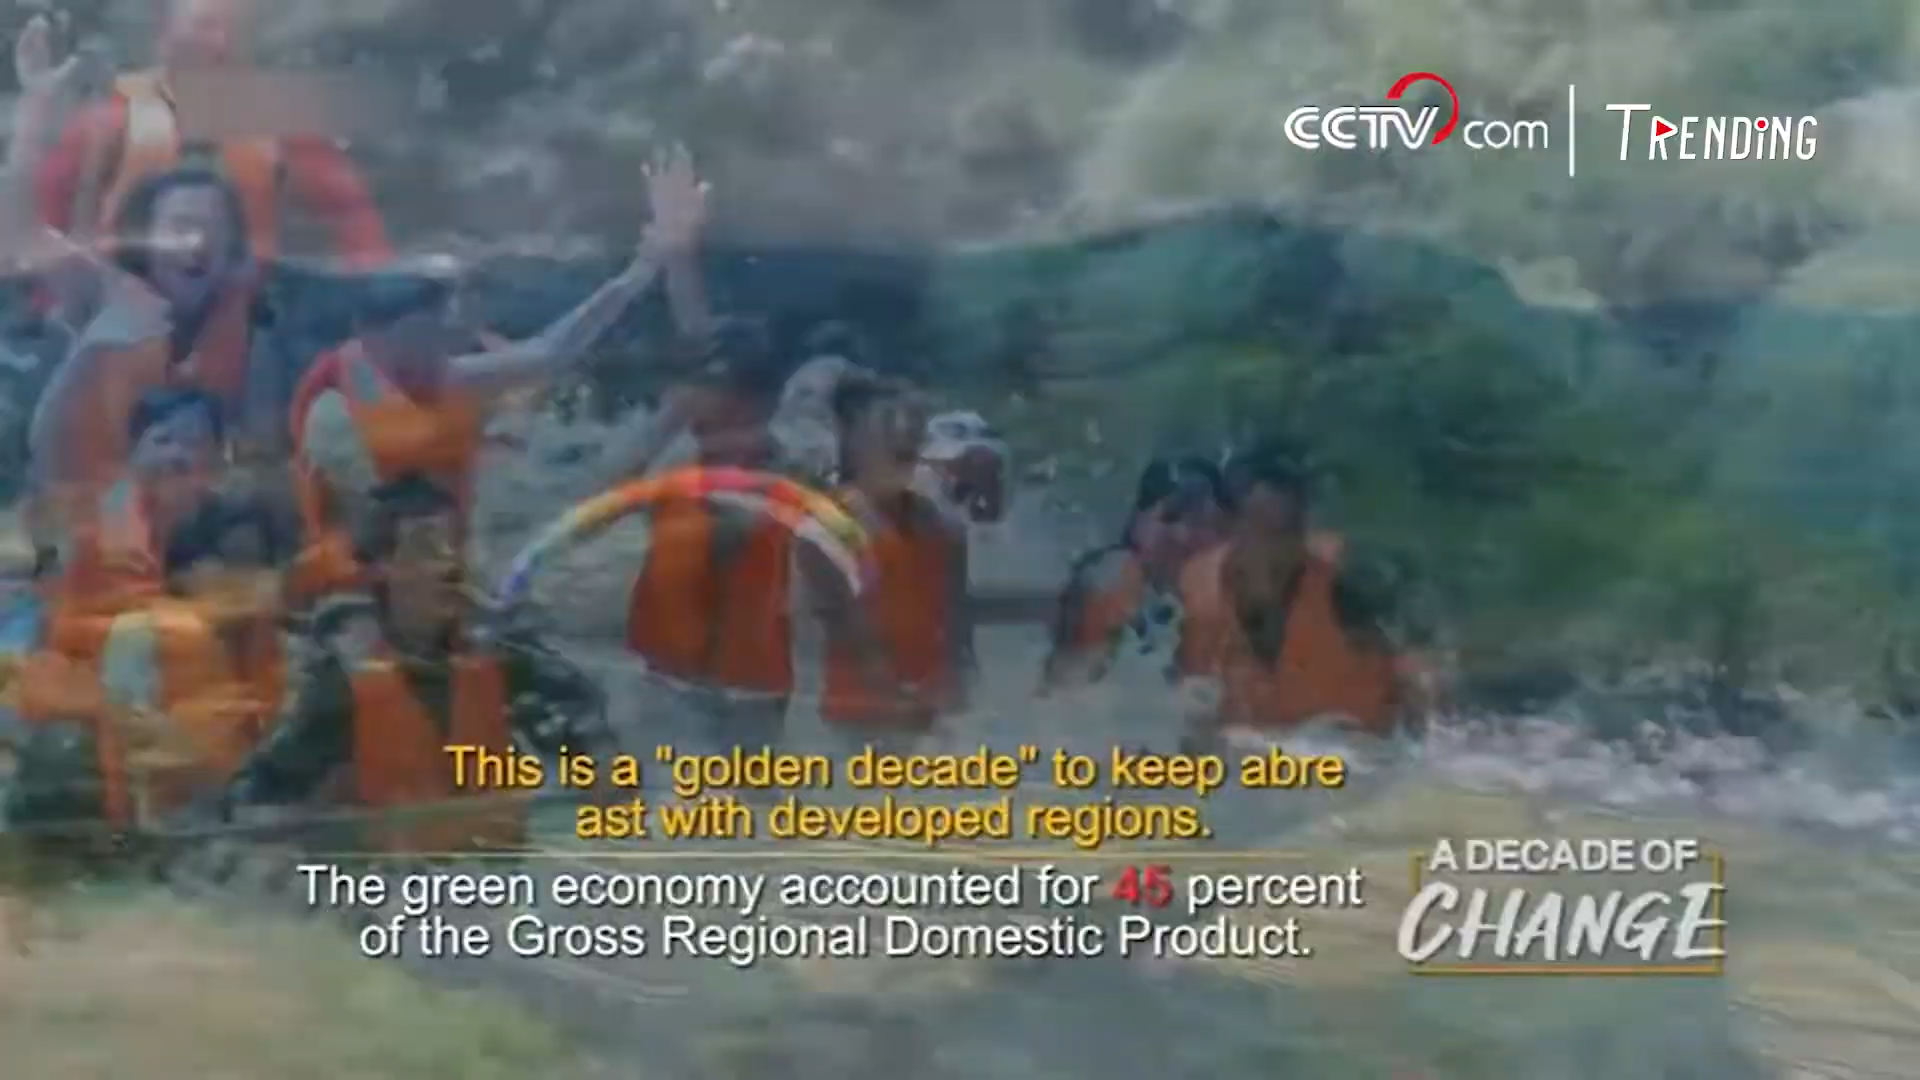 CCTV.com TRENDING
This is a "golden decade" to keep abre
ast with developed regions.
The green economy accounted for 45 percent
of the Gross Regional Domestic Product.
A DECADE OF
CHANGE